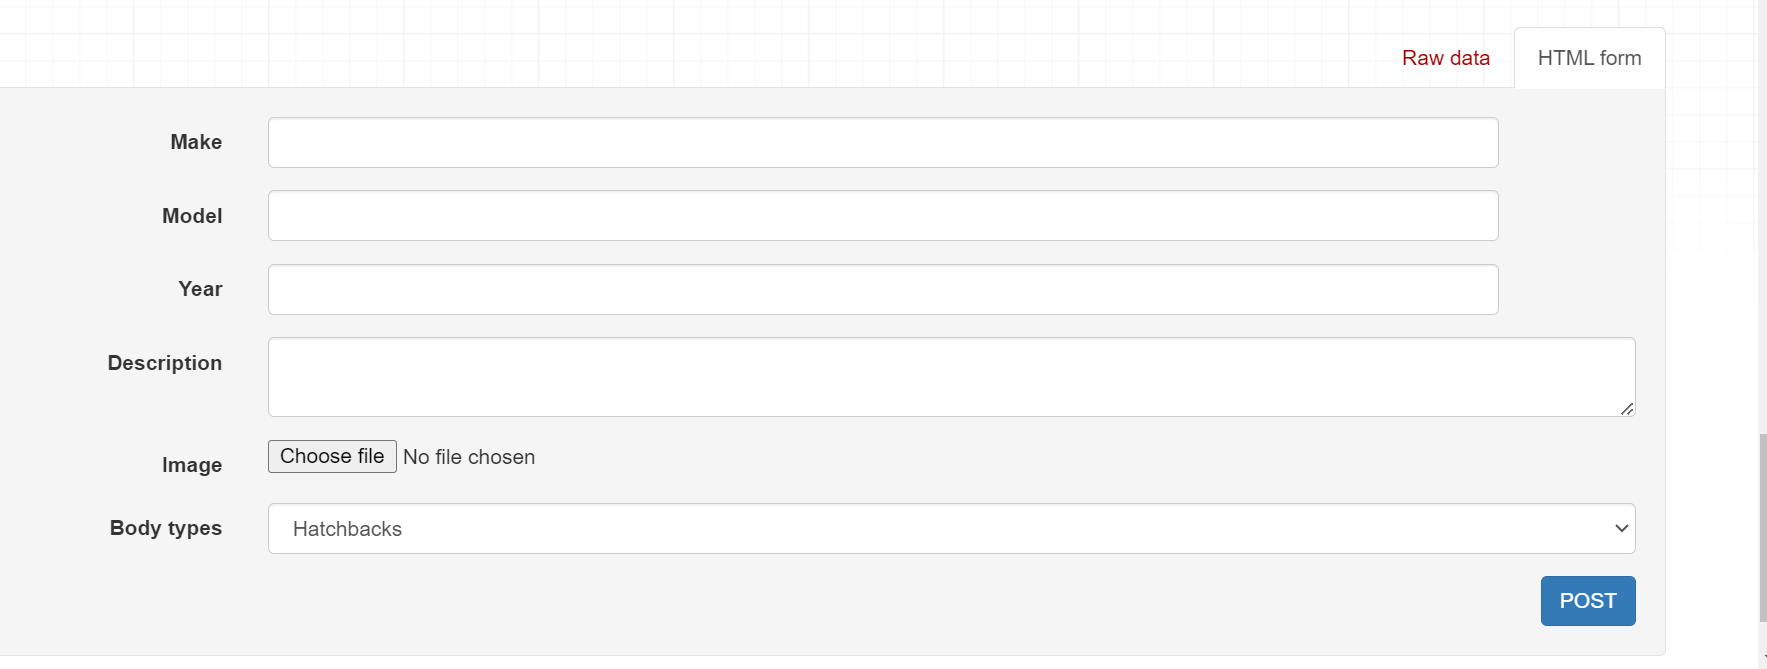 Raw data HTML form
Make
Model
Year
Description
Image Choose file No file chosen
Body types Hatchbacks
POST